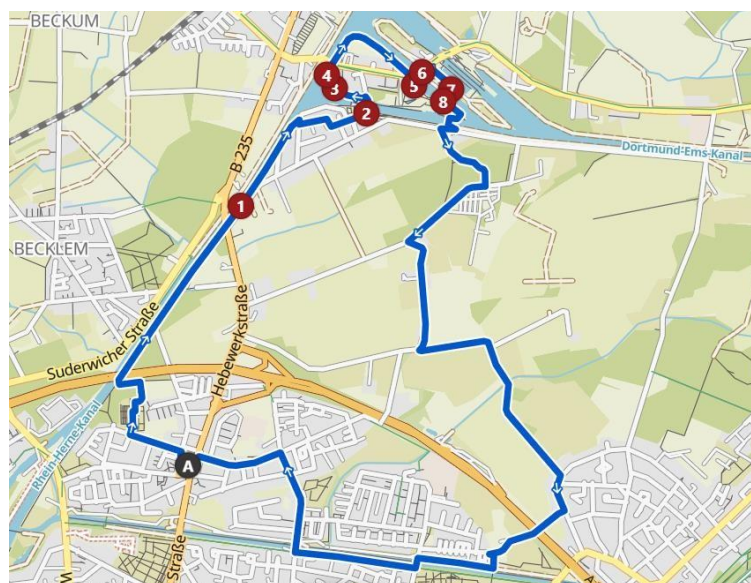 BECKUM
4
6
3
5
7
8
2
B 235
Dortmund-Ems-Kanal
1
BECKLEM
Suderwicher Straße
Hebewerkstraße
Rhein-Herne-Kanal
A
Straße
W
A